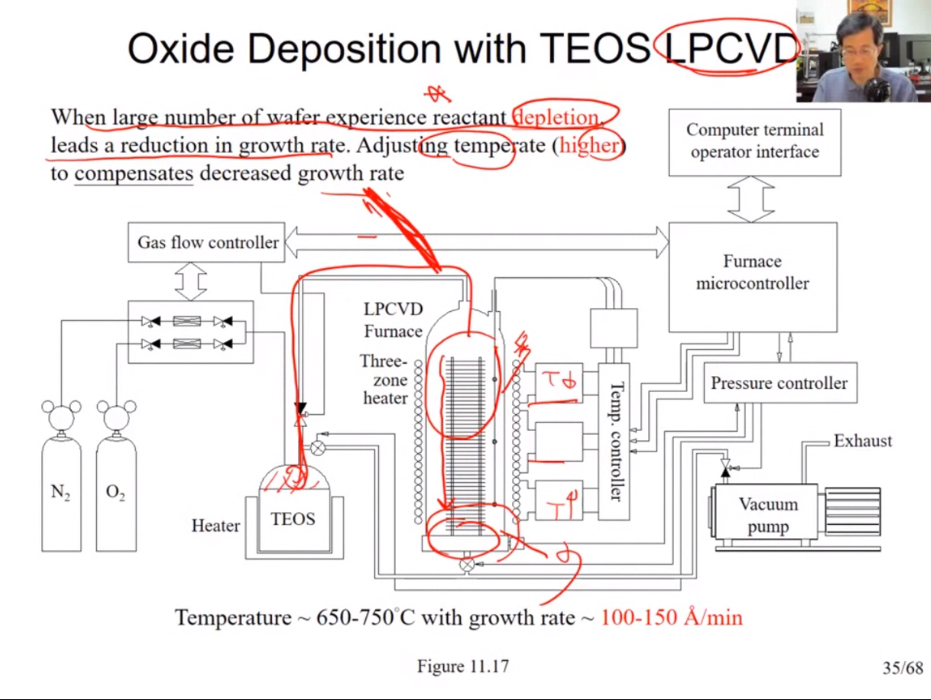 Oxide Deposition with TEOS LPCVD
When large number of wafer experience reactant depletion,
leads a reduction in growth rate. Adjusting temperate (higher)
to compensates decreased growth rate
Computer terminal
operator interface
Gas flow controller
Furnace
microcontroller
LPCVD
Furnace
Three-
zone
heater
Temp. controller
Pressure controller
Exhaust
N₂
O₂
Heater
TEOS
Vacuum
pump
Temperature ~ 650-750°C with growth rate ~ 100-150 Å/min
Figure 11.17
35/68